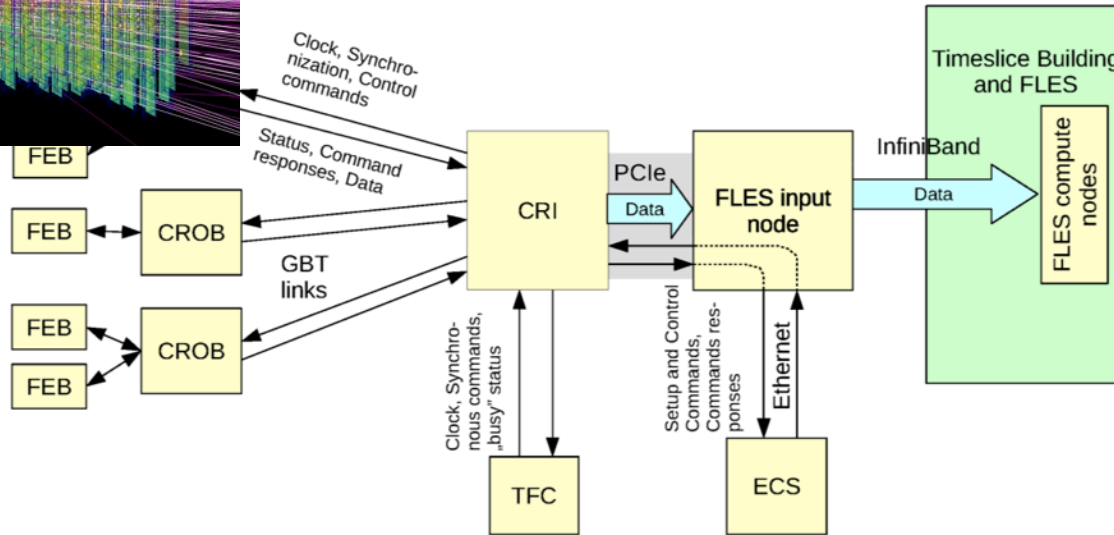 Clock, Synchro-
nization, Control
commands
Status, Command
responses, Data
FEB
FEB
CROB
GBT
links
FEB
FEB
CROB
CRI
PCIe
Data
FLES input
node
InfiniBand
Data
Timeslice Building
and FLES
FLES compute
nodes
Clock, Synchro-
nous commands,
„busy” status
Setup and Control
Commands,
Commands res-
ponses
Ethernet
TFC
ECS